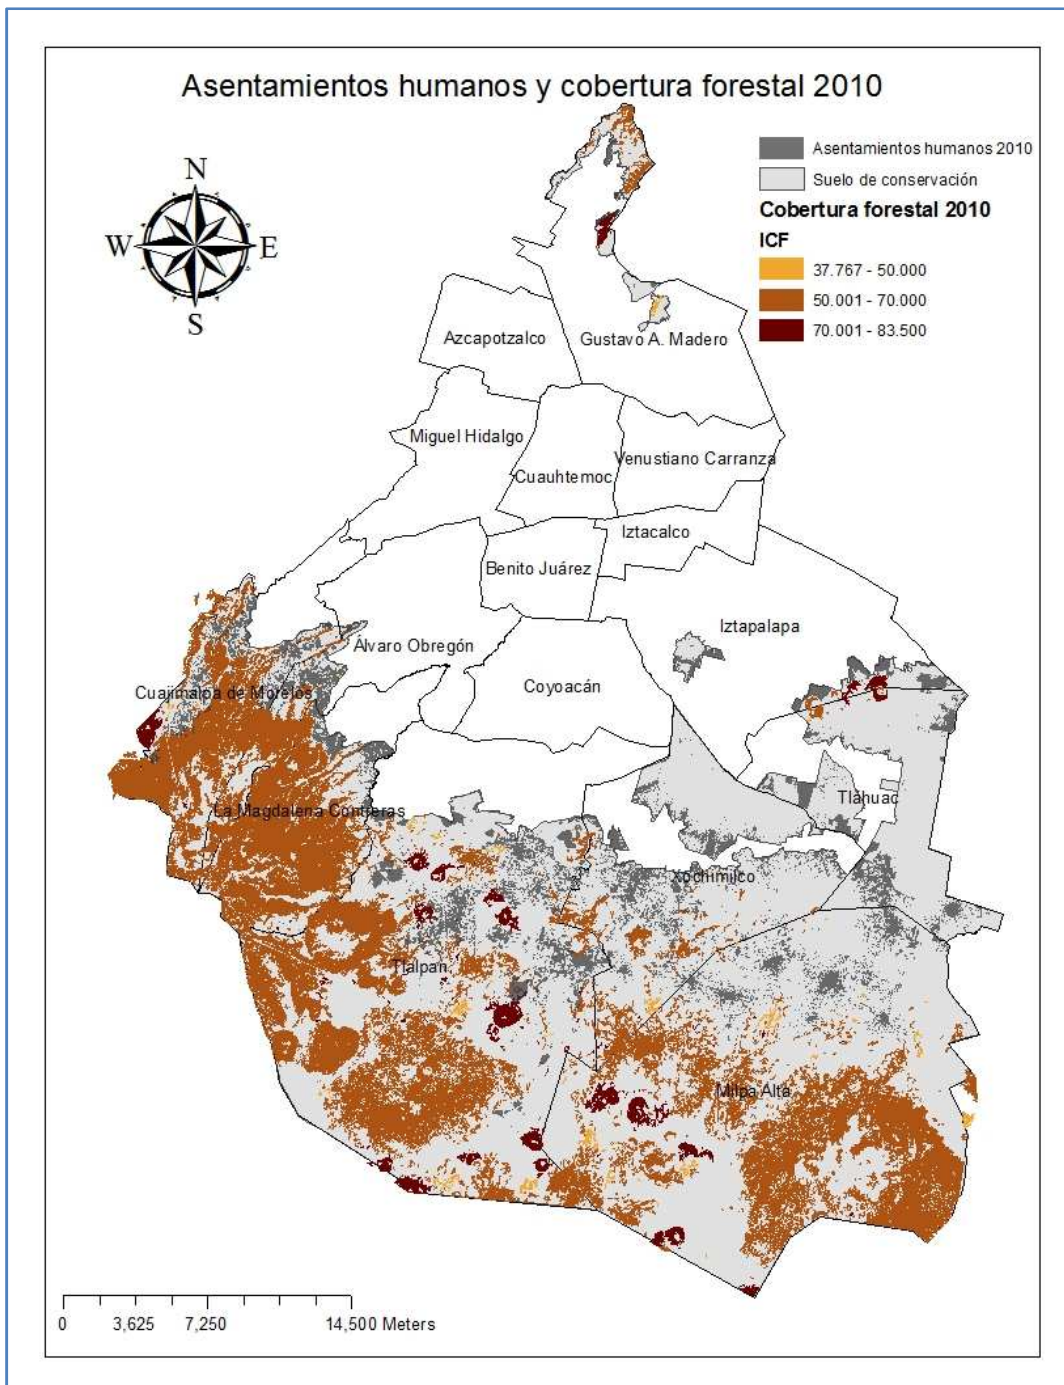 Asentamientos humanos y cobertura forestal 2010
N
W E
S
Asentamientos humanos 2010
Suelo de conservación
Cobertura forestal 2010
ICF
37.767 - 50.000
50.001 - 70.000
70.001 - 83.500
Azcapotzalco
Gustavo A. Madero
Miguel Hidalgo
Cuauhtemoc
Venustiano Carranza
Iztacalco
Benito Juárez
Iztapalapa
Álvaro Obregón
Coyoacán
Cuajimalpa de Morelos
La Magdalena Contreras
Tláhuac
Xochimilco
Tlalpan
Milpa Alta
0 3,625 7,250 14,500 Meters